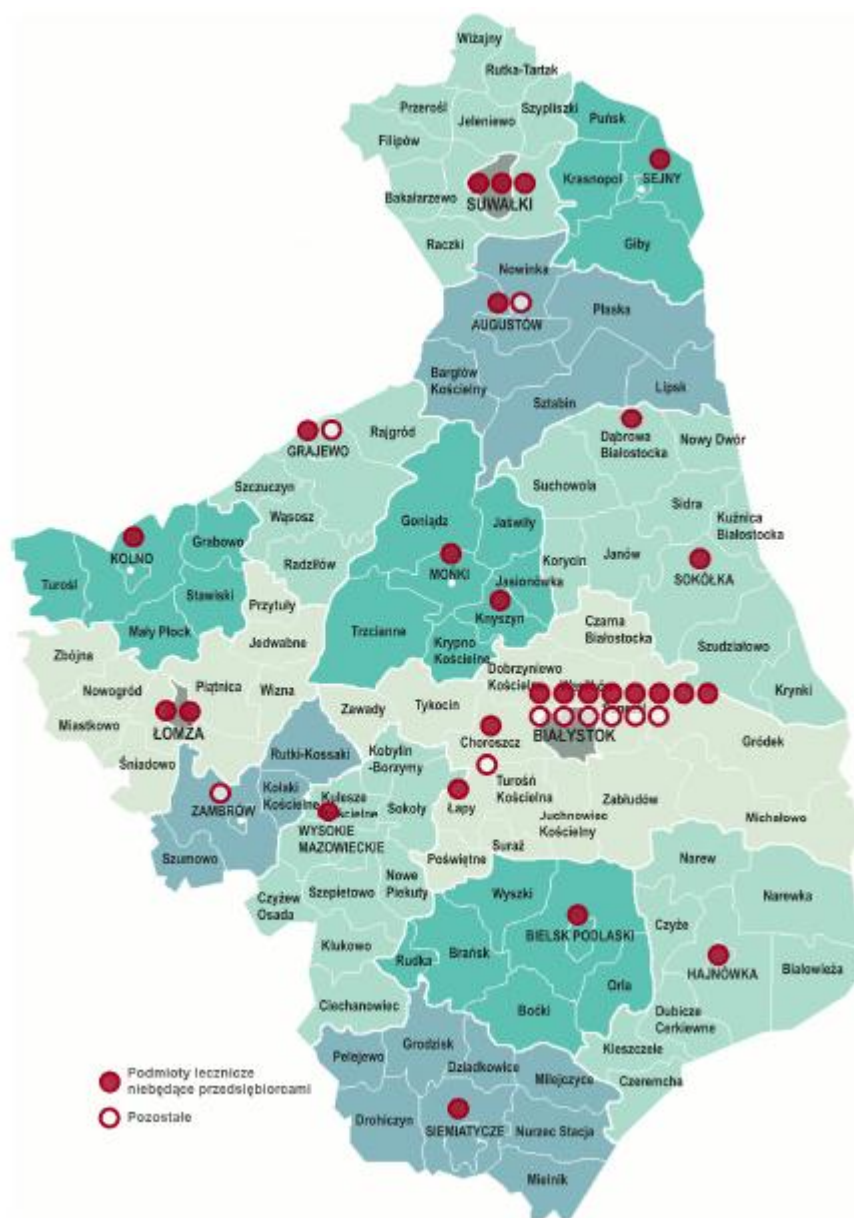 Wiżajny
Rutka-Tartak
Przerośl
Szypliszki
Jeleniewo
Puńsk
Filipów
Krasnopol
SEJNY
Bakałarzewo
SUWAŁKI
Raczki
Giby
Nowinka
Płaska
AUGUSTÓW
Bargłów
Kościelny
Lipsk
Sztabin
Rajgród
GRAJEWO
Dąbrowa
Białostocka
Nowy Dwór
Szczuczyn
Suchowola
Sidra
Wąsosz
Goniądz
Jaświły
Kuźnica
Białostocka
Grabowo
KOLNO
Radziłów
Korycin
Janów
MOŃKI
Jasionówka
SOKÓŁKA
Turośl
Stawiski
Przytuły
Knyszyn
Mały Płock
Trzcianne
Czarna
Białostocka
Jedwabne
Krypno
Kościelne
Szudziałowo
Zbójna
Dobrzyniewo
Kościelne
Nowogród
Piątnica
Wizna
Krynki
Zawady
Tykocin
Miastkowo
ŁOMŻA
Choroszcz
BIAŁYSTOK
Gródek
Śniadowo
Rutki-Kossaki
Kobylin
-Borzymy
Kołaki
Kościelne
Turośń
Kościelna
Zabłudów
ZAMBRÓW
Kulesze
Kościelne
Sokoły
Łapy
Juchnowiec
Kościelny
Michałowo
WYSOKIE
MAZOWIECKIE
Suraż
Szumowo
Poświętne
Narew
Nowe
Piekuty
Czyżew
Osada
Szepietowo
Wyszki
Narewka
Czyże
BIELSK PODLASKI
Klukowo
Brańsk
Rudka
HAJNÓWKA
Białowieża
Orla
Ciechanowiec
Boćki
Dubicze
Cerkiewne
Grodzisk
Kleszczele
Pelejewo
Dziadkowice
Milejczyce
Czeremcha
Podmioty lecznicze
niebędące przedsiębiorcami
Pozostałe
Drohiczyn
SIEMIATYCZE
Nurzec Stacja
Mielnik